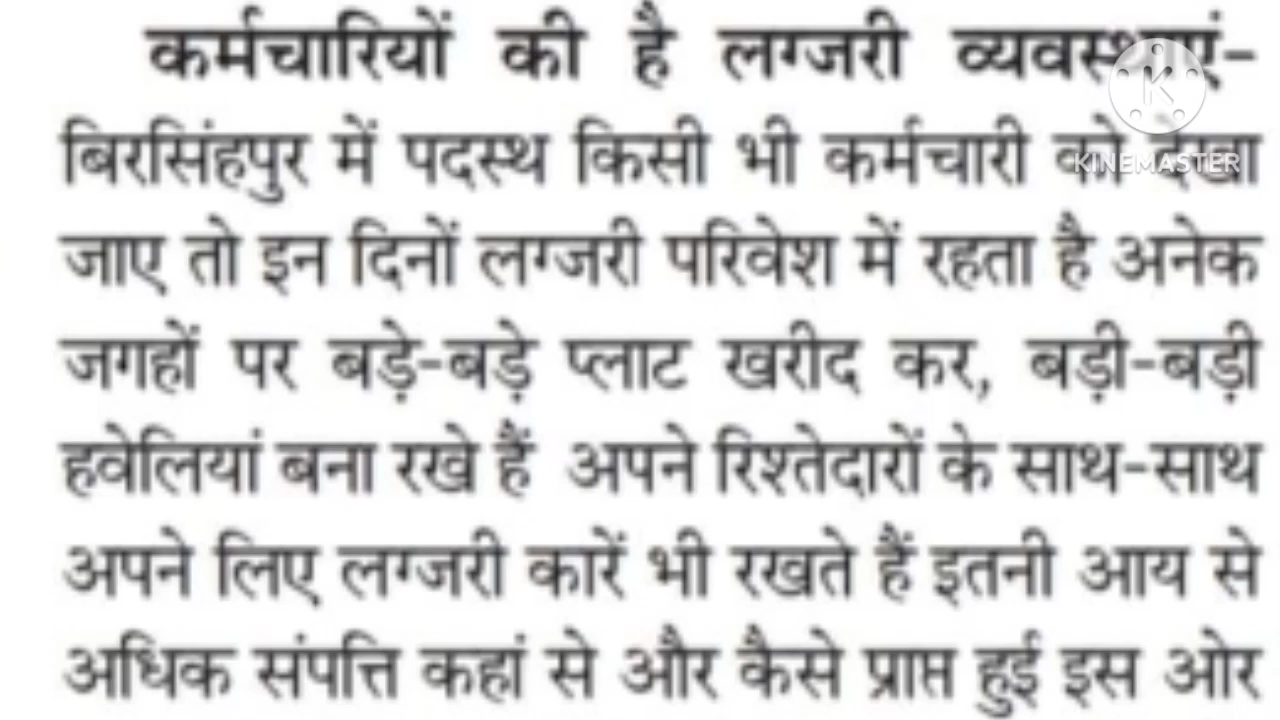 कर्मचारियों की है लग्जरी व्यवस्थाएं-
बिरसिंहपुर में पदस्थ किसी भी कर्मचारी को देखा
जाए तो इन दिनों लग्जरी परिवेश में रहता है अनेक
जगहों पर बड़े-बड़े प्लाट खरीद कर, बड़ी-बड़ी
हवेलियां बना रखे हैं अपने रिश्तेदारों के साथ-साथ
अपने लिए लग्जरी कारें भी रखते हैं इतनी आय से
अधिक संपत्ति कहां से और कैसे प्राप्त हुई इस ओर
K
KINEMASTER